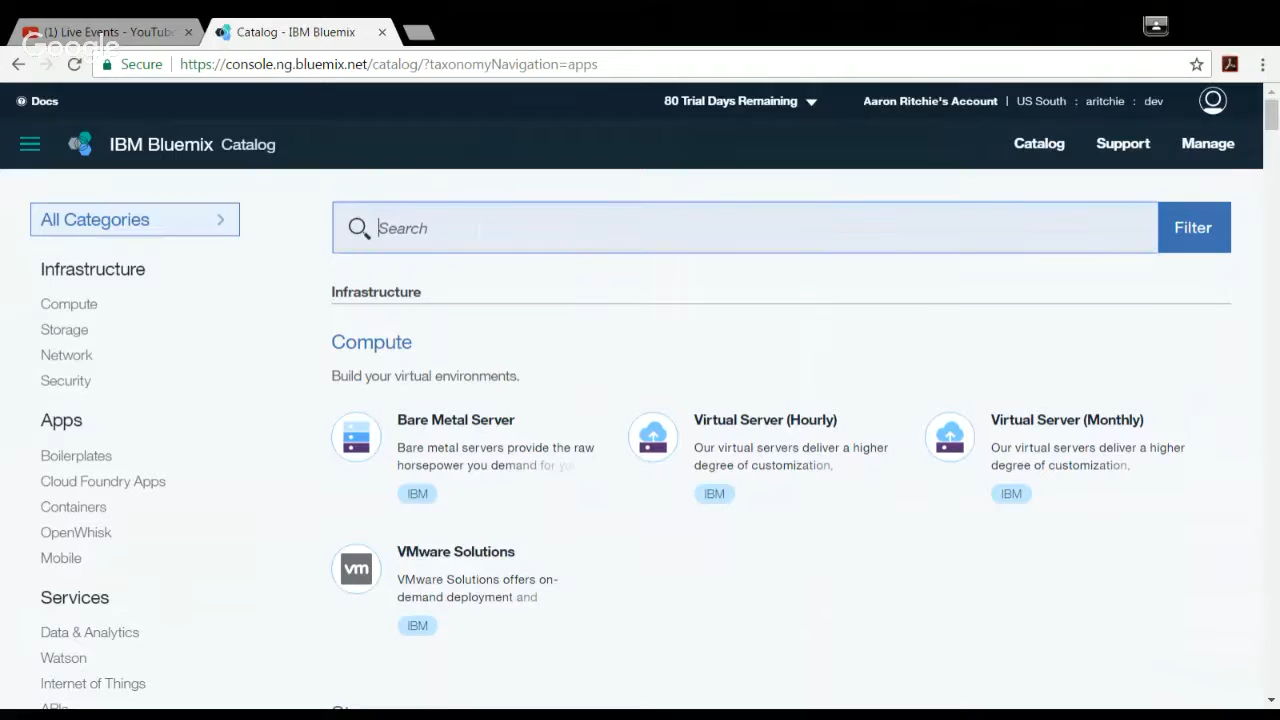 (1) Live Events - YouTube
Catalog - IBM Bluemix
Google
Secure
https://console.ng.bluemix.net/catalog/?taxonomyNavigation=apps
Docs
80 Trial Days Remaining
Aaron Ritchie's Account | US South : aritchie : dev
IBM Bluemix Catalog
Catalog
Support
Manage
All Categories
Infrastructure
Compute
Storage
Network
Security
Apps
Boilerplates
Cloud Foundry Apps
Containers
OpenWhisk
Mobile
Services
Data & Analytics
Watson
Internet of Things
APIs
Search
Filter
Infrastructure
Compute
Build your virtual environments.
Bare Metal Server
Bare metal servers provide the raw
horsepower you demand for you
IBM
Virtual Server (Hourly)
Our virtual servers deliver a higher
degree of customization,
IBM
Virtual Server (Monthly)
Our virtual servers deliver a higher
degree of customization,
IBM
vm
VMware Solutions
VMware Solutions offers on-
demand deployment and
IBM